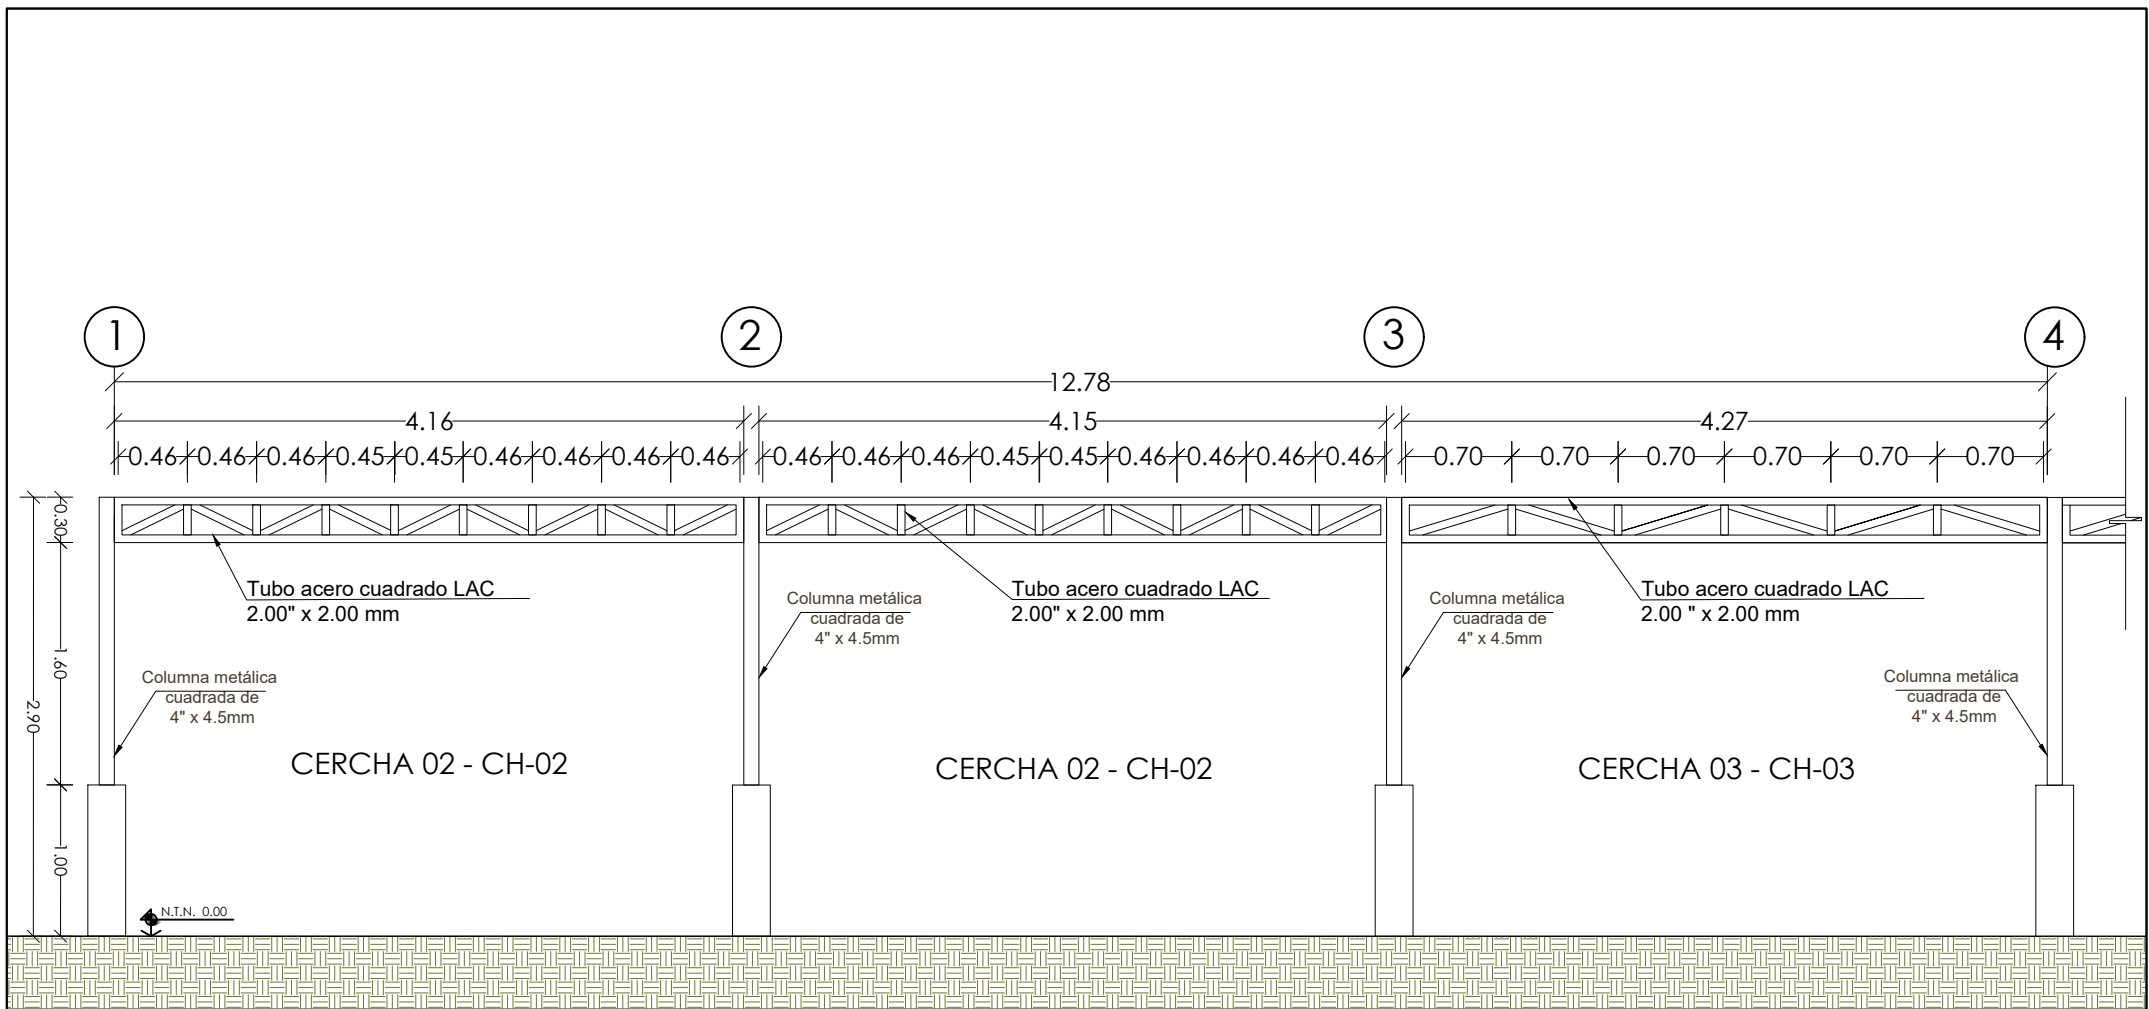 1
2
3
4
12.78
4.16
4.15
4.27
0.46 0.46 0.46 0.45 0.45 0.46 0.46 0.46 0.46
0.46 0.46 0.46 0.45 0.45 0.46 0.46 0.46 0.46
0.70 0.70 0.70 0.70 0.70 0.70
0.30
1.60
2.90
1.00
Tubo acero cuadrado LAC
2.00" x 2.00 mm
Columna metálica
cuadrada de
4" x 4.5mm
Tubo acero cuadrado LAC
2.00" x 2.00 mm
Columna metálica
cuadrada de
4" x 4.5mm
Tubo acero cuadrado LAC
2.00 " x 2.00 mm
Columna metálica
cuadrada de
4" x 4.5mm
Columna metálica
cuadrada de
4" x 4.5mm
CERCHA 02 - CH-02
CERCHA 02 - CH-02
CERCHA 03 - CH-03
N.T.N. 0.00